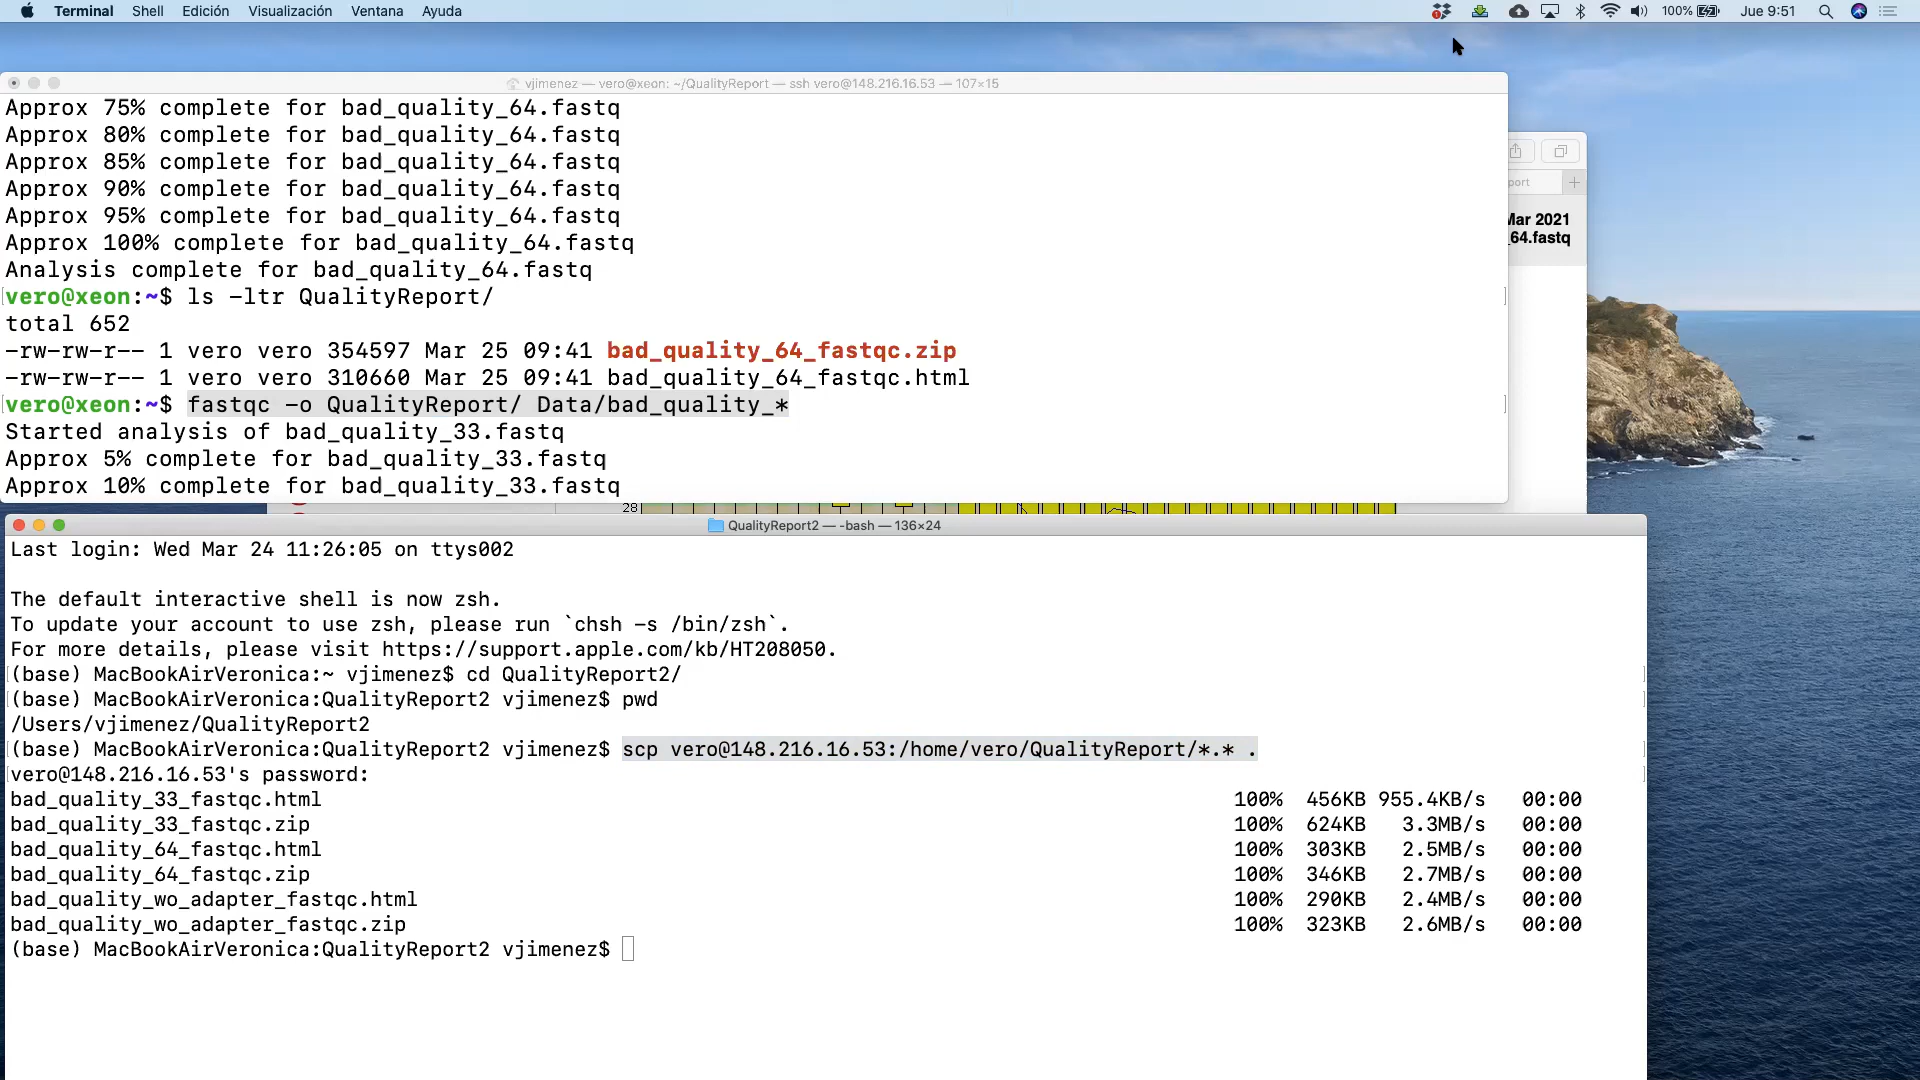 Terminal Shell Edición Visualización Ventana Ayuda 100% Jue 9:51
vjimenez — vero@xeon: ~/QualityReport — ssh vero@148.216.16.53 — 107×15
Approx 75% complete for bad_quality_64.fastq
Approx 80% complete for bad_quality_64.fastq
Approx 85% complete for bad_quality_64.fastq
Approx 90% complete for bad_quality_64.fastq
Approx 95% complete for bad_quality_64.fastq
Approx 100% complete for bad_quality_64.fastq
Analysis complete for bad_quality_64.fastq
vero@xeon:~$ ls -ltr QualityReport/
total 652
-rw-rw-r-- 1 vero vero 354597 Mar 25 09:41 bad_quality_64_fastqc.zip
-rw-rw-r-- 1 vero vero 310660 Mar 25 09:41 bad_quality_64_fastqc.html
vero@xeon:~$ fastqc -o QualityReport/ Data/bad_quality_*
Started analysis of bad_quality_33.fastq
Approx 5% complete for bad_quality_33.fastq
Approx 10% complete for bad_quality_33.fastq
port
Mar 2021
_64.fastq
28
QualityReport2 — -bash — 136×24
Last login: Wed Mar 24 11:26:05 on ttys002
The default interactive shell is now zsh.
To update your account to use zsh, please run `chsh -s /bin/zsh`.
For more details, please visit https://support.apple.com/kb/HT208050.
(base) MacBookAirVeronica:~ vjimenez$ cd QualityReport2/
(base) MacBookAirVeronica:QualityReport2 vjimenez$ pwd
/Users/vjimenez/QualityReport2
(base) MacBookAirVeronica:QualityReport2 vjimenez$ scp vero@148.216.16.53:/home/vero/QualityReport/*.* .
vero@148.216.16.53's password:
bad_quality_33_fastqc.html 100% 456KB 955.4KB/s 00:00
bad_quality_33_fastqc.zip 100% 624KB 3.3MB/s 00:00
bad_quality_64_fastqc.html 100% 303KB 2.5MB/s 00:00
bad_quality_64_fastqc.zip 100% 346KB 2.7MB/s 00:00
bad_quality_wo_adapter_fastqc.html 100% 290KB 2.4MB/s 00:00
bad_quality_wo_adapter_fastqc.zip 100% 323KB 2.6MB/s 00:00
(base) MacBookAirVeronica:QualityReport2 vjimenez$